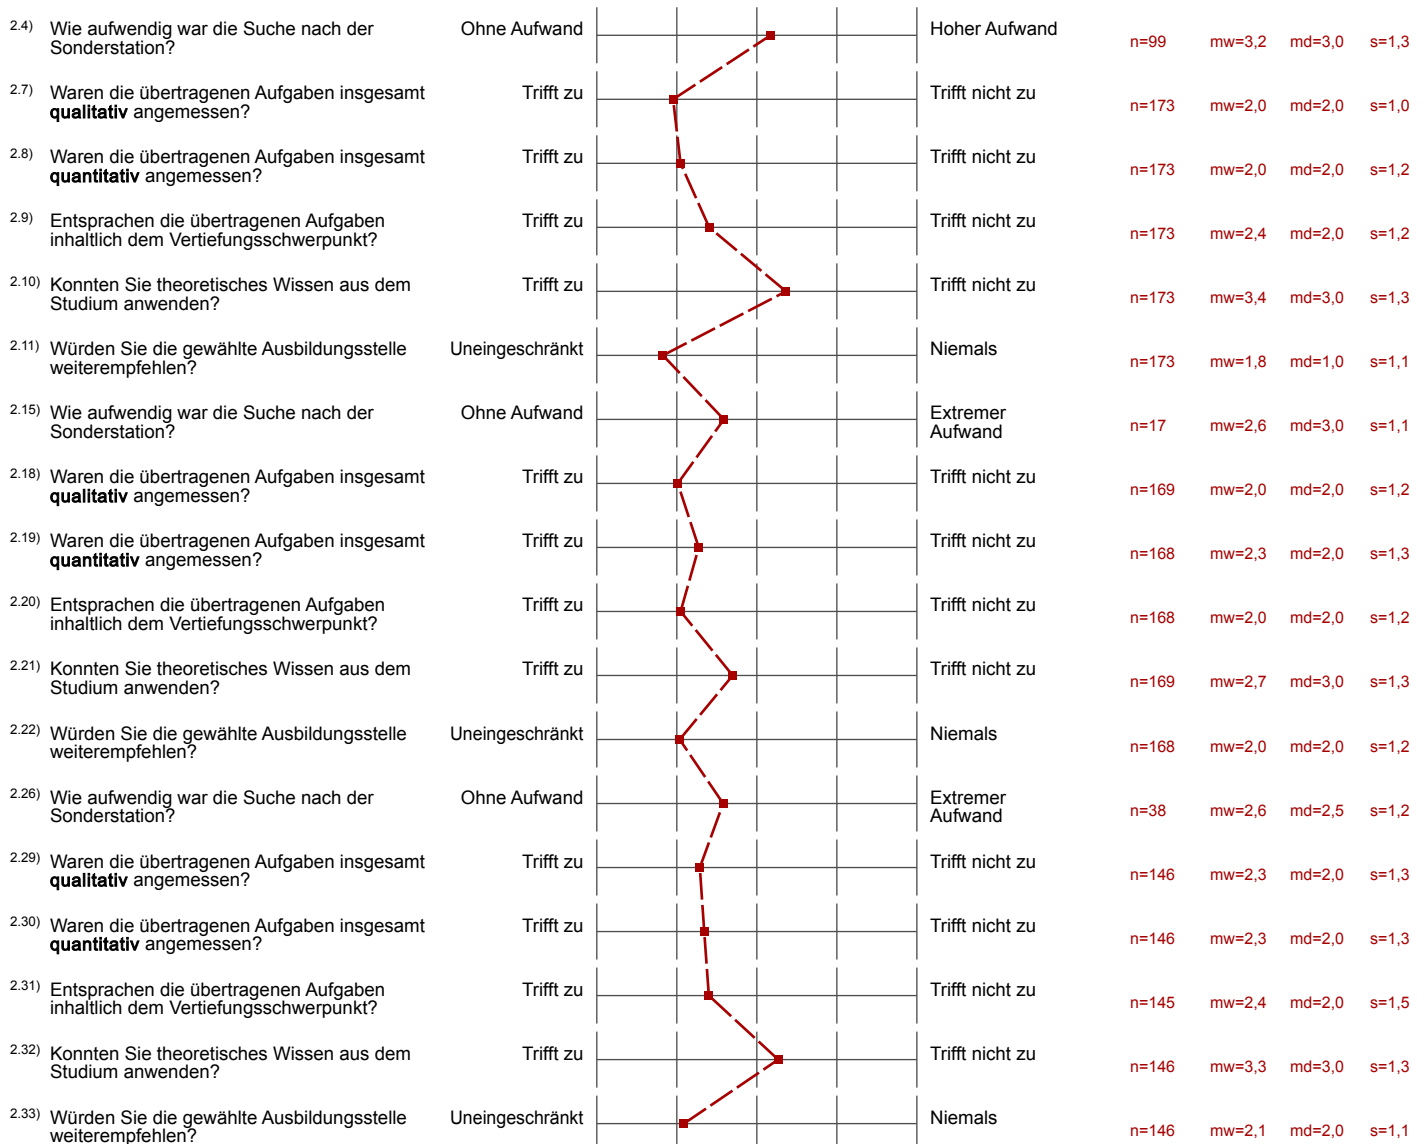 2.4) Wie aufwendig war die Suche nach der Ohne Aufwand Hoher Aufwand
Sonderstation? n=99 mw=3,2 md=3,0 s=1,3
2.7) Waren die übertragenen Aufgaben insgesamt Trifft zu Trifft nicht zu
qualitativ angemessen? n=173 mw=2,0 md=2,0 s=1,0
2.8) Waren die übertragenen Aufgaben insgesamt Trifft zu Trifft nicht zu
quantitativ angemessen? n=173 mw=2,0 md=2,0 s=1,2
2.9) Entsprachen die übertragenen Aufgaben Trifft zu Trifft nicht zu
inhaltlich dem Vertiefungsschwerpunkt? n=173 mw=2,4 md=2,0 s=1,2
2.10) Konnten Sie theoretisches Wissen aus dem Trifft zu Trifft nicht zu
Studium anwenden? n=173 mw=3,4 md=3,0 s=1,3
2.11) Würden Sie die gewählte Ausbildungsstelle Uneingeschränkt Niemals
weiterempfehlen? n=173 mw=1,8 md=1,0 s=1,1
2.15) Wie aufwendig war die Suche nach der Ohne Aufwand Extremer
Sonderstation? Aufwand n=17 mw=2,6 md=3,0 s=1,1
2.18) Waren die übertragenen Aufgaben insgesamt Trifft zu Trifft nicht zu
qualitativ angemessen? n=169 mw=2,0 md=2,0 s=1,2
2.19) Waren die übertragenen Aufgaben insgesamt Trifft zu Trifft nicht zu
quantitativ angemessen? n=168 mw=2,3 md=2,0 s=1,3
2.20) Entsprachen die übertragenen Aufgaben Trifft zu Trifft nicht zu
inhaltlich dem Vertiefungsschwerpunkt? n=168 mw=2,0 md=2,0 s=1,2
2.21) Konnten Sie theoretisches Wissen aus dem Trifft zu Trifft nicht zu
Studium anwenden? n=169 mw=2,7 md=3,0 s=1,3
2.22) Würden Sie die gewählte Ausbildungsstelle Uneingeschränkt Niemals
weiterempfehlen? n=168 mw=2,0 md=2,0 s=1,2
2.26) Wie aufwendig war die Suche nach der Ohne Aufwand Extremer
Sonderstation? Aufwand n=38 mw=2,6 md=2,5 s=1,2
2.29) Waren die übertragenen Aufgaben insgesamt Trifft zu Trifft nicht zu
qualitativ angemessen? n=146 mw=2,3 md=2,0 s=1,3
2.30) Waren die übertragenen Aufgaben insgesamt Trifft zu Trifft nicht zu
quantitativ angemessen? n=146 mw=2,3 md=2,0 s=1,3
2.31) Entsprachen die übertragenen Aufgaben Trifft zu Trifft nicht zu
inhaltlich dem Vertiefungsschwerpunkt? n=145 mw=2,4 md=2,0 s=1,5
2.32) Konnten Sie theoretisches Wissen aus dem Trifft zu Trifft nicht zu
Studium anwenden? n=146 mw=3,3 md=3,0 s=1,3
2.33) Würden Sie die gewählte Ausbildungsstelle Uneingeschränkt Niemals
weiterempfehlen? n=146 mw=2,1 md=2,0 s=1,1